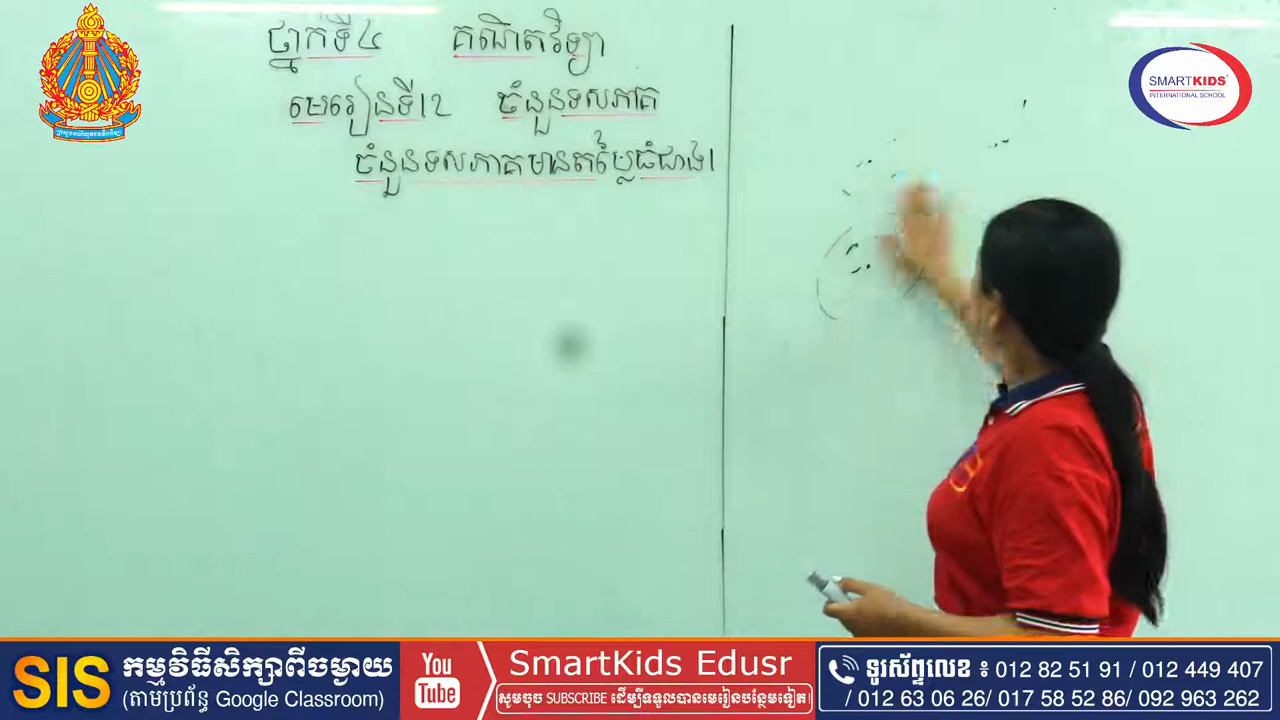 ថ្នាក់ទី៤ គណិតវិទ្យា
មេរៀនទី12 ចំនួនទសភាគ
ចំនួនទសភាគមានតម្លៃធំជាង1
SMARTKIDS
INTERNATIONAL SCHOOL
SIS កម្មវិធីសិក្សាពីចម្ងាយ
(តាមប្រព័ន្ធ Google Classroom)
You Tube
SmartKids Edusr
សូមចុច SUBSCRIBE ដើម្បីទទួលបានមេរៀនបន្ថែមទៀត!
ទូរស័ព្ទលេខ ៖ 012 82 51 91 / 012 449 407
/ 012 63 06 26/ 017 58 52 86/ 092 963 262